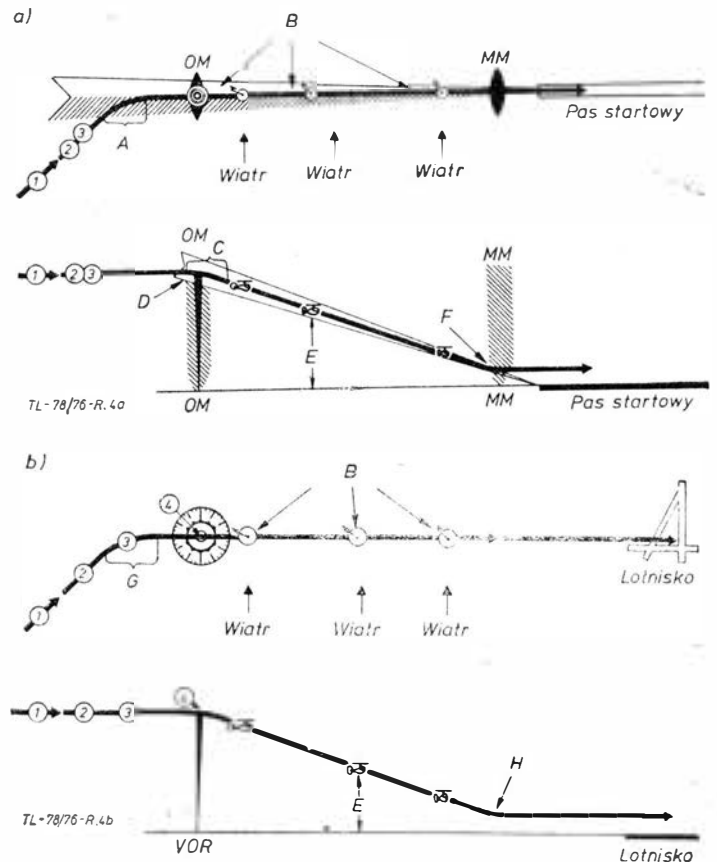 a)
B
OM
MM
3
2
1
A
Pas startowy
Wiatr Wiatr Wiatr
OM
C
MM
1 2 3
D
F
E
TL-78/76-R.4a
OM
MM
Pas startowy
b)
B
4
3
2
1
G
Lotnisko
Wiatr Wiatr Wiatr
1 2 3
H
E
TL-78/76-R.4b
VOR
Lotnisko